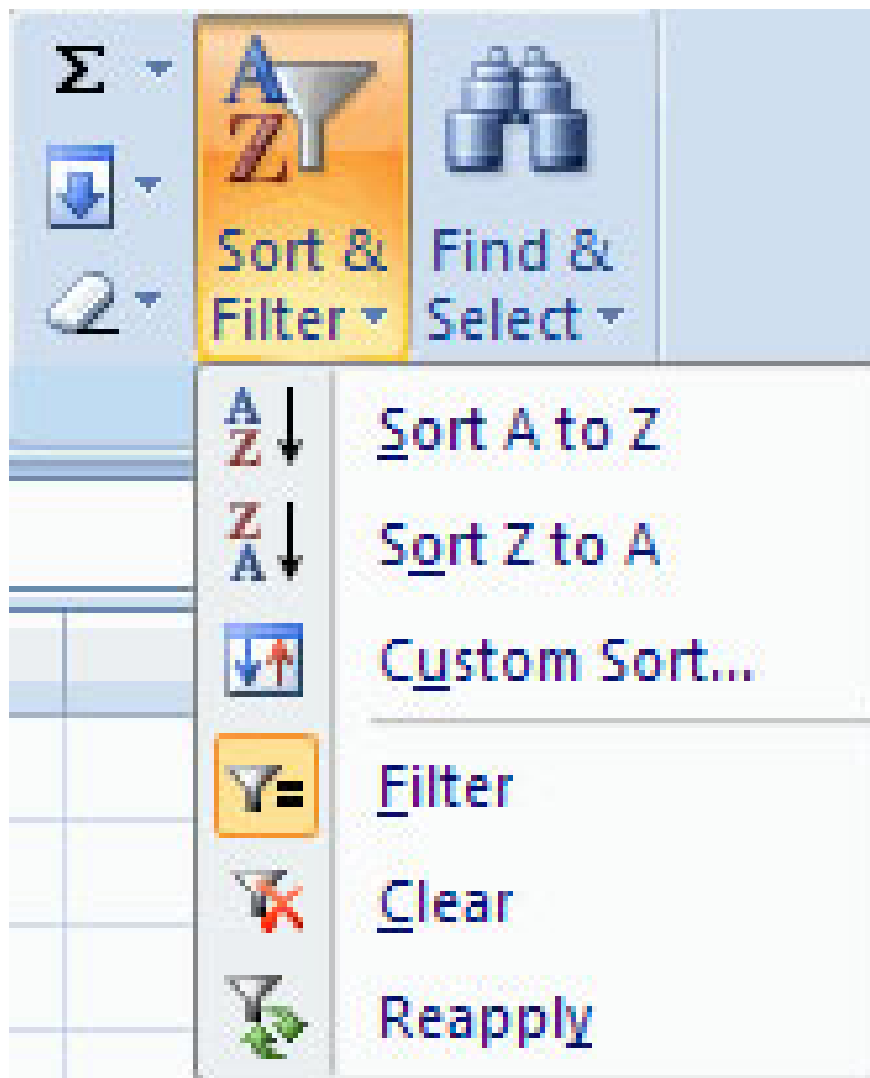 Σ
A
Z
Sort & Filter
Find & Select
A
Z
Sort A to Z
Z
A
Sort Z to A
Custom Sort...
=
Filter
Clear
Reapply